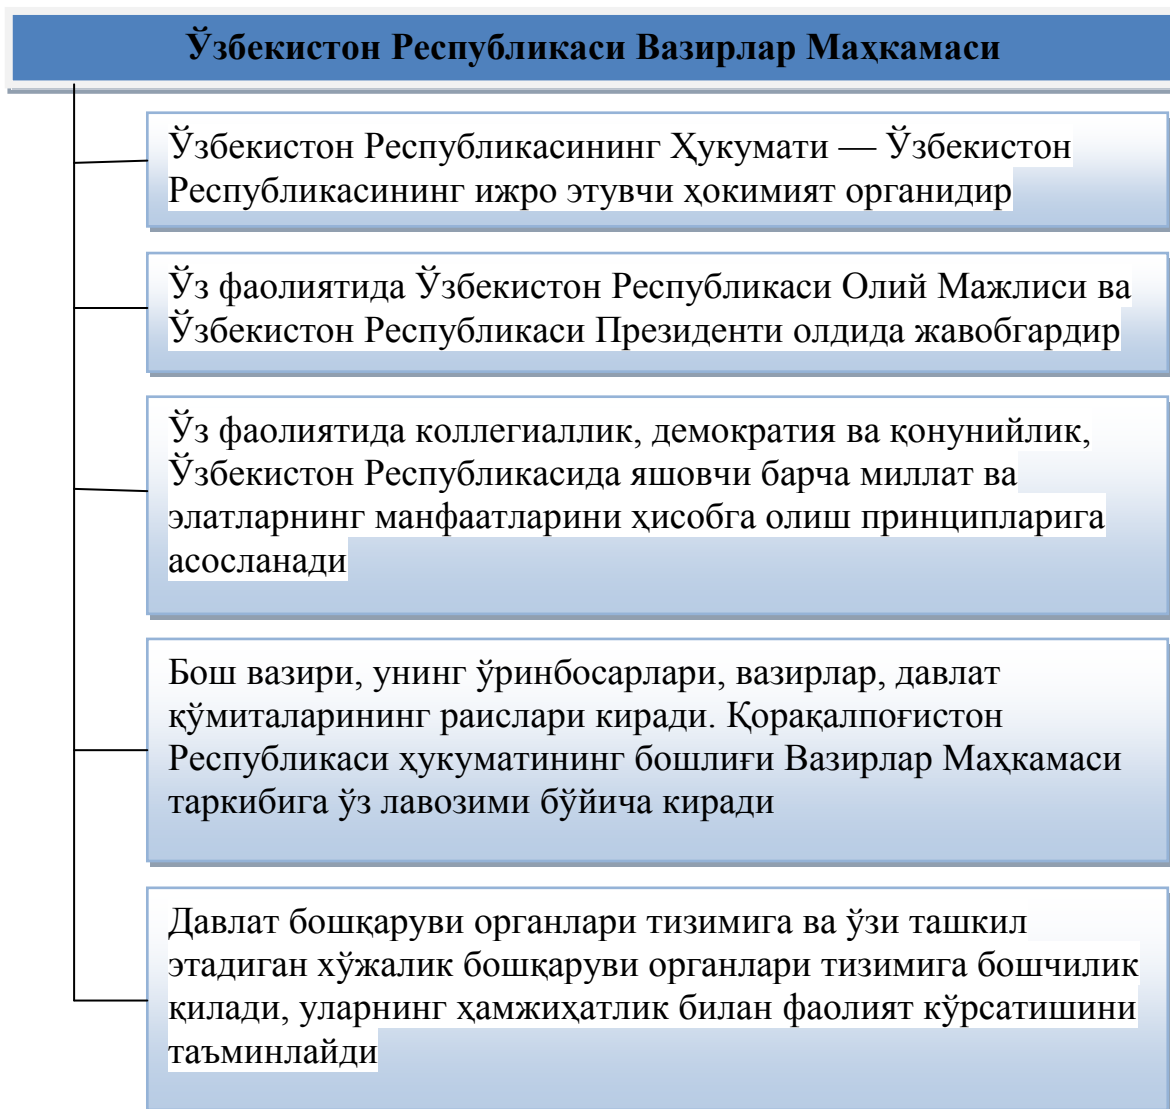 Ўзбекистон Республикаси Вазирлар Маҳкамаси
Ўзбекистон Республикасининг Ҳукумати — Ўзбекистон
Республикасининг ижро этувчи ҳокимият органидир
Ўз фаолиятида Ўзбекистон Республикаси Олий Мажлиси ва
Ўзбекистон Республикаси Президенти олдида жавобгардир
Ўз фаолиятида коллегиаллик, демократия ва қонунийлик,
Ўзбекистон Республикасида яшовчи барча миллат ва
элатларнинг манфаатларини ҳисобга олиш принципларига
асосланади
Бош вазири, унинг ўринбосарлари, вазирлар, давлат
қўмиталарининг раислари киради. Қорақалпоғистон
Республикаси ҳукуматининг бошлиғи Вазирлар Маҳкамаси
таркибига ўз лавозими бўйича киради
Давлат бошқаруви органлари тизимига ва ўзи ташкил
этадиган хўжалик бошқаруви органлари тизимига бошчилик
қилади, уларнинг ҳамжиҳатлик билан фаолият кўрсатишини
таъминлайди